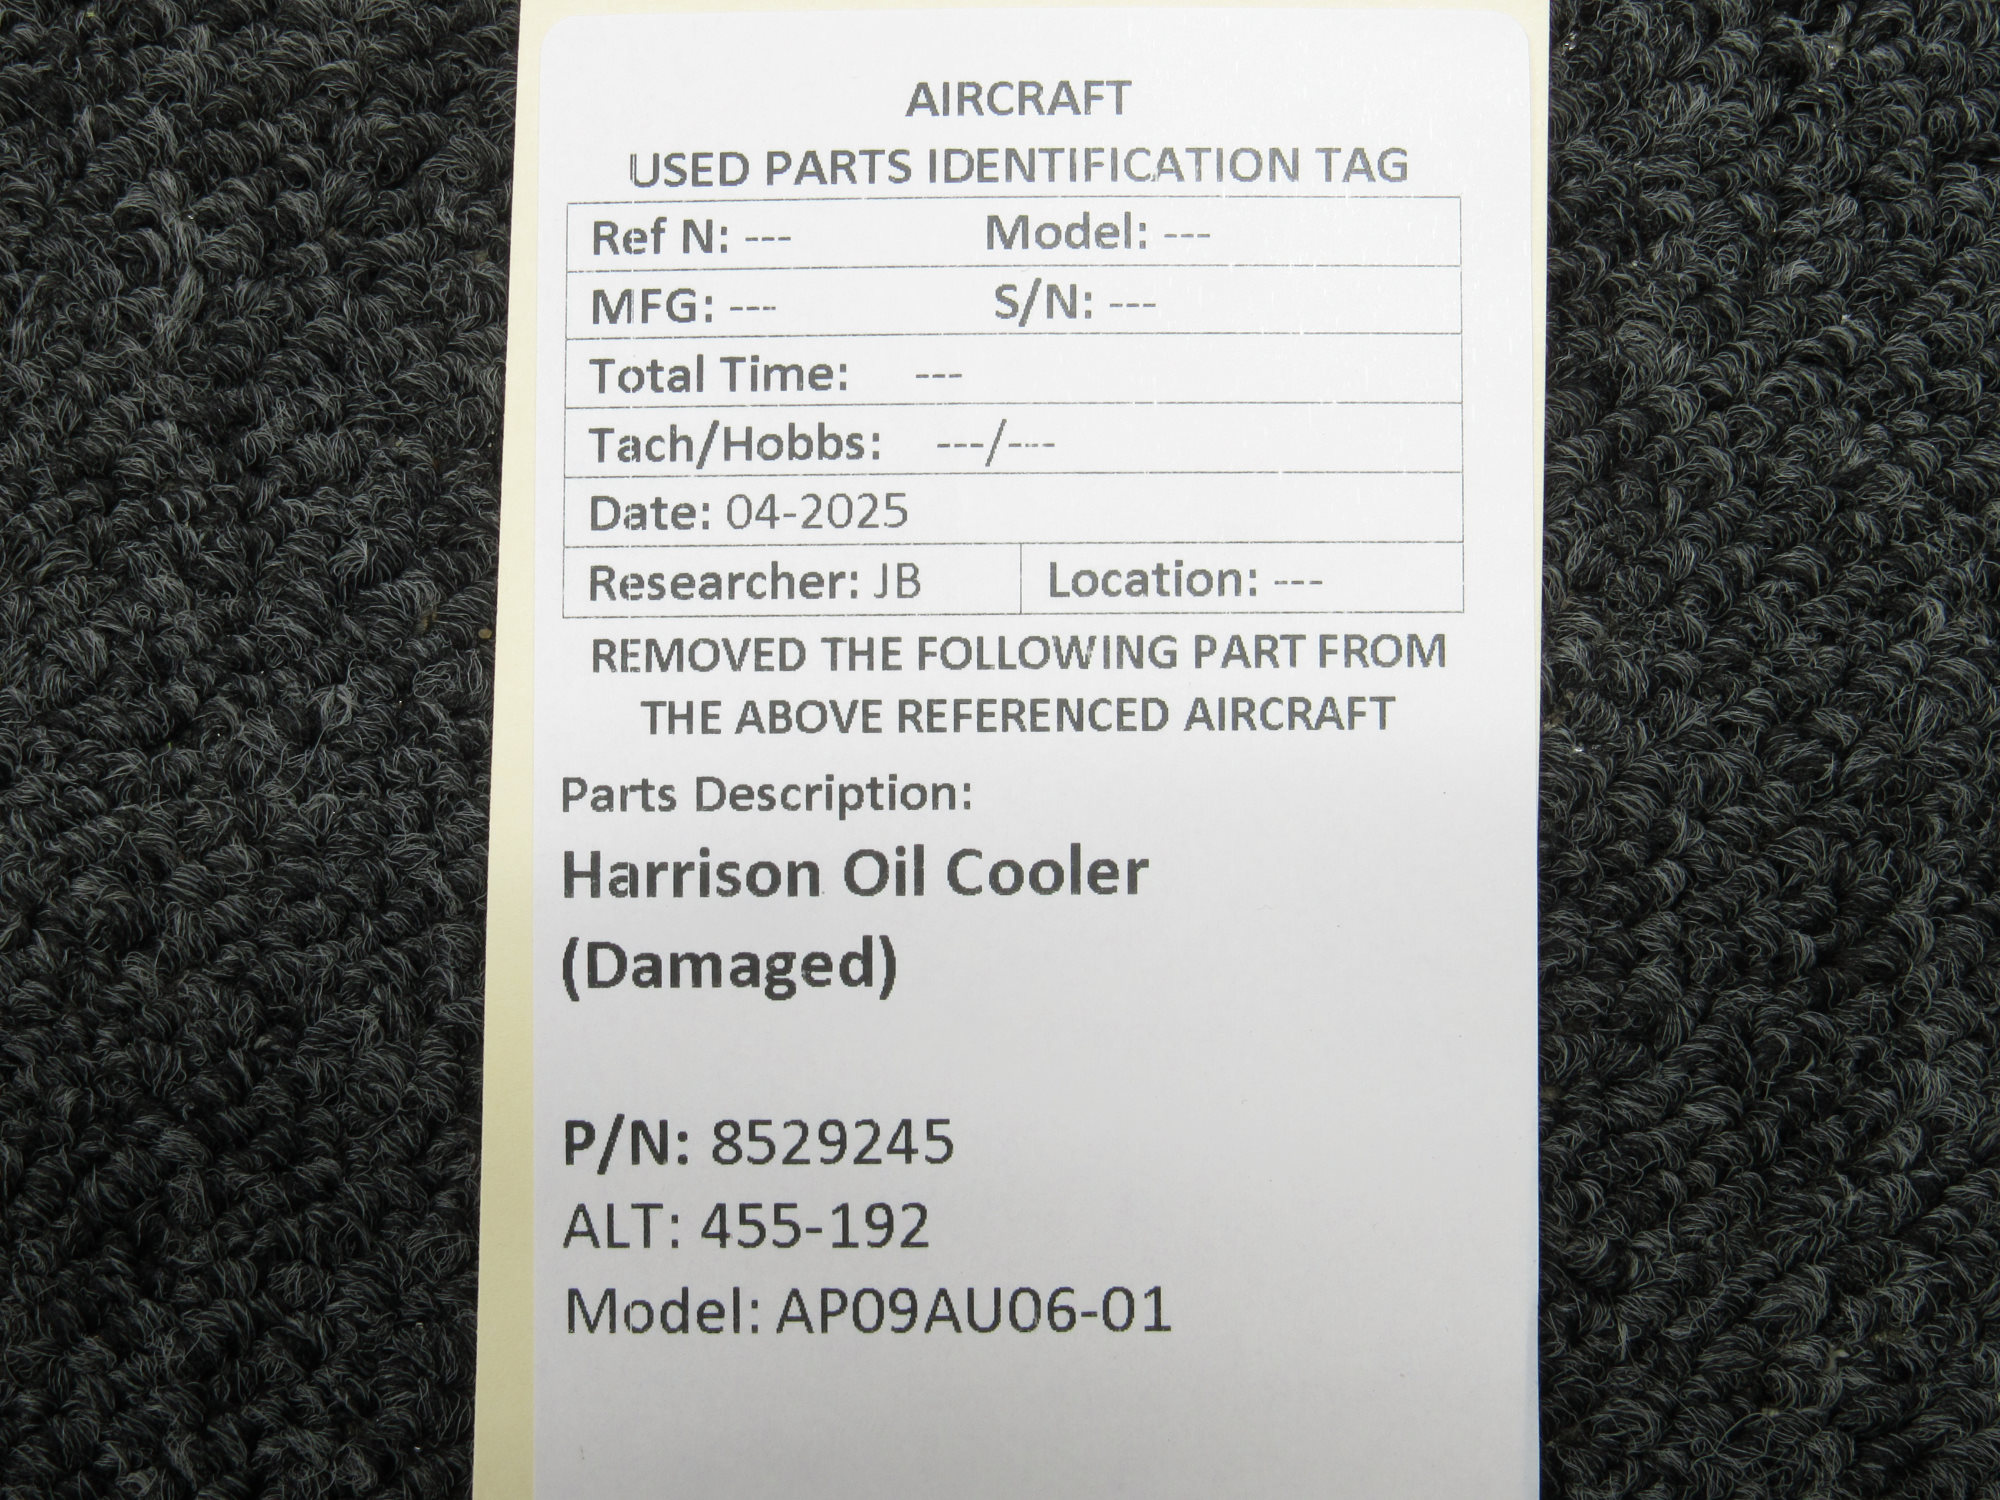 AIRCRAFT
USED PARTS IDENTIFICATION TAG
Ref N: --- Model: ---
MFG: --- S/N: ---
Total Time: ---
Tach/Hobbs: ---/---
Date: 04-2025
Researcher: JB Location: ---
REMOVED THE FOLLOWING PART FROM
THE ABOVE REFERENCED AIRCRAFT
Parts Description:
Harrison Oil Cooler
(Damaged)
P/N: 8529245
ALT: 455-192
Model: AP09AU06-01